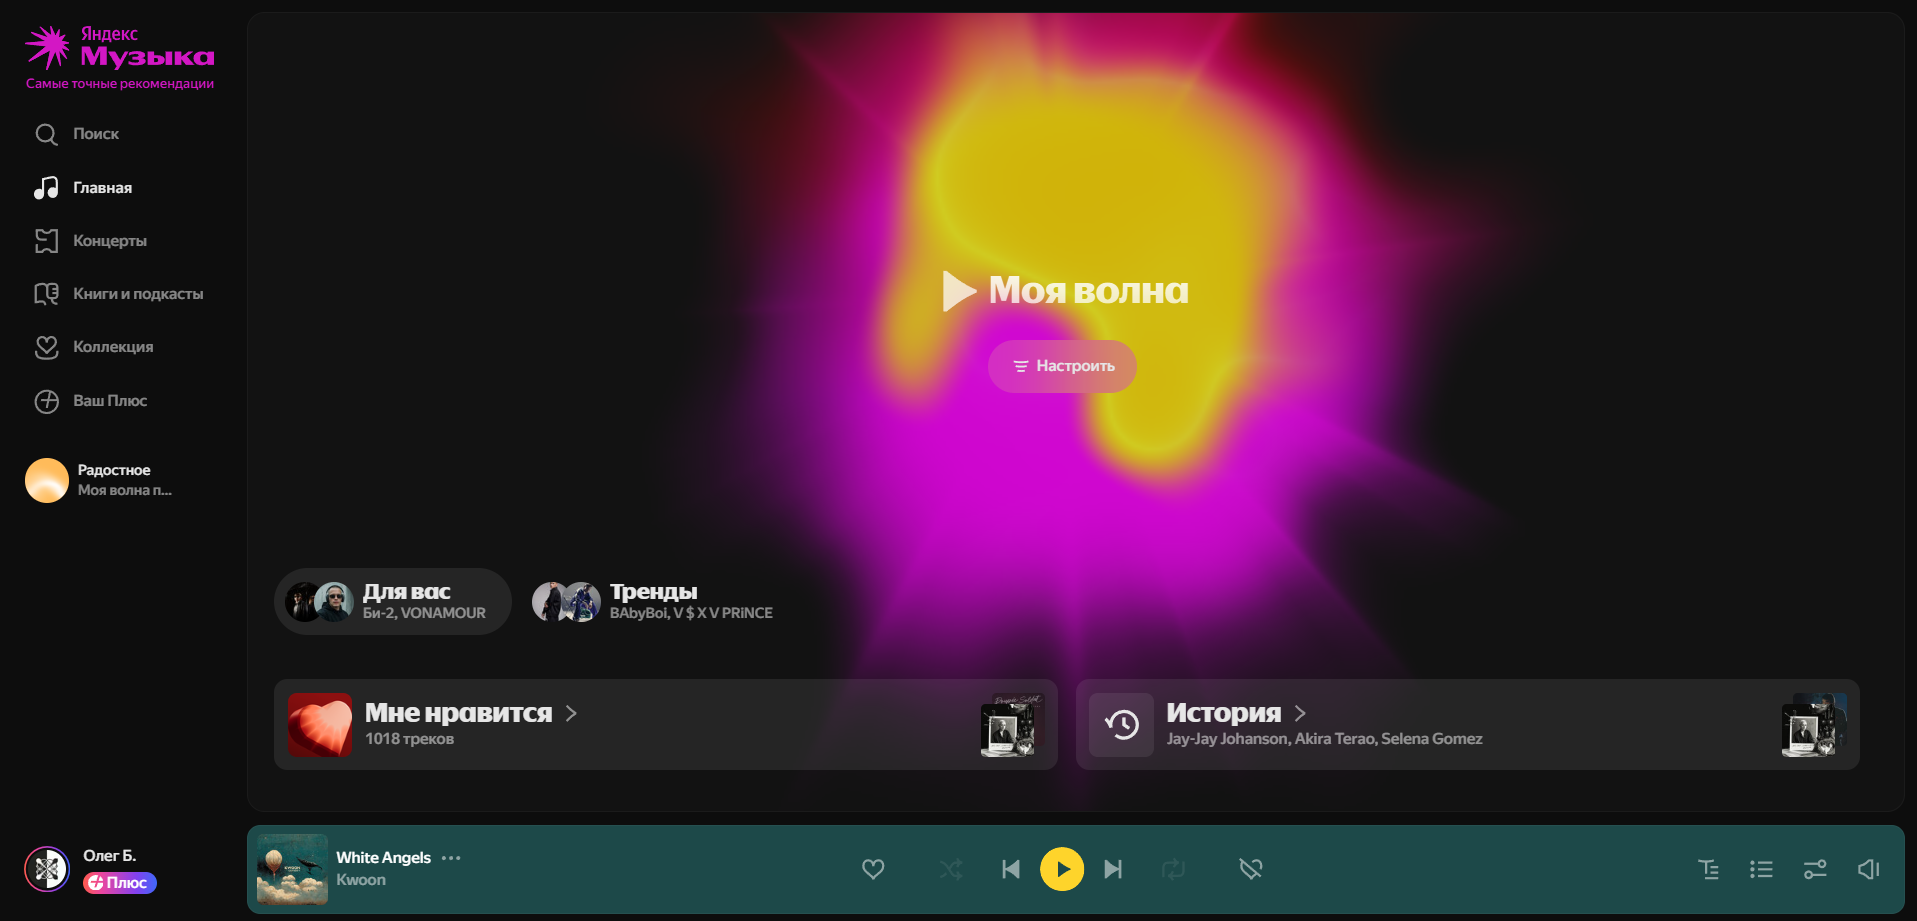 Яндекс
Музыка
Самые точные рекомендации
Поиск
Главная
Концерты
Книги и подкасты
Коллекция
Ваш Плюс
Радостное
Моя волна п...
Моя волна
Настроить
Для вас
Би-2, VONAMOUR
Тренды
BAbyBoi, V $ X V PRiNCE
Мне нравится
1018 треков
История
Jay-Jay Johanson, Akira Terao, Selena Gomez
Олег Б.
Плюс
White Angels
Kwoon